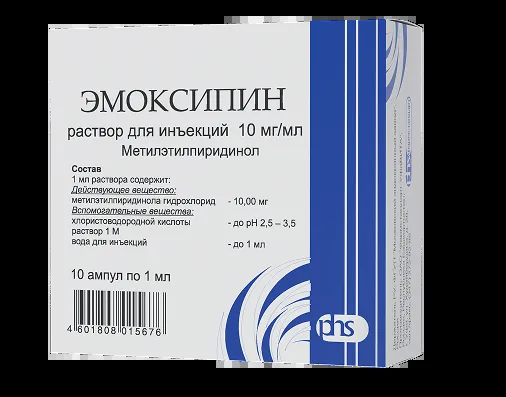 ЭМОКСИПИН
раствор для инъекций 10 мг/мл
Метилэтилпиридинол
Состав
1 мл раствора содержит:
Действующее вещество:
метилэтилпиридинола гидрохлорид - 10,00 мг
Вспомогательные вещества:
хлористоводородной кислоты - до pH 2,5 – 3,5
раствор 1 М
вода для инъекций - до 1 мл
10 ампул по 1 мл
4 601808 015676
phs